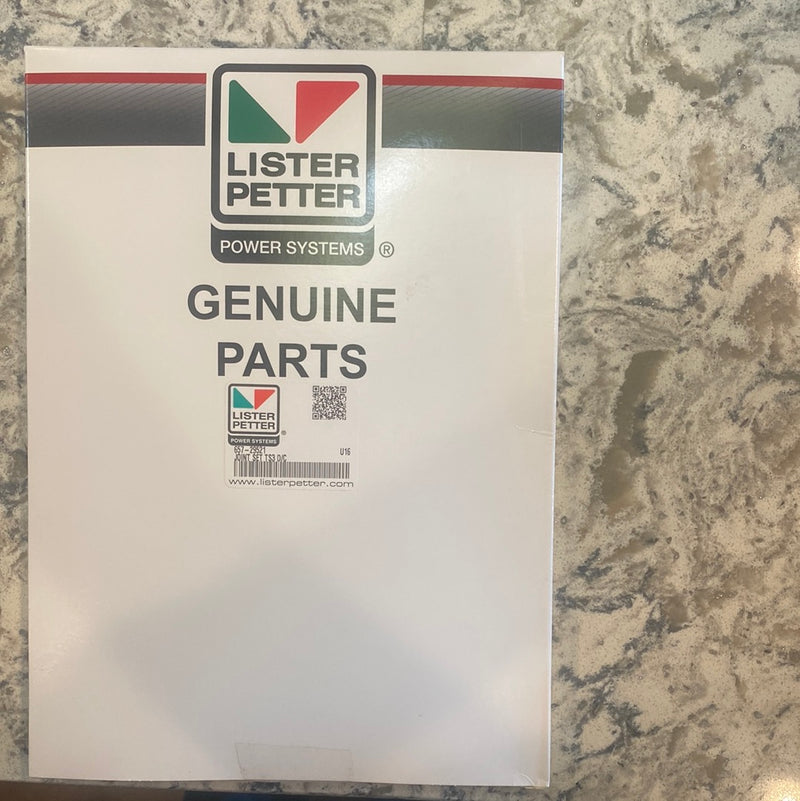 LISTER
PETTER
POWER SYSTEMS ®
GENUINE
PARTS
LISTER
PETTER
POWER SYSTEMS ®
657-29521 U16
JOINT SET TS3 D/C
www.listerpetter.com